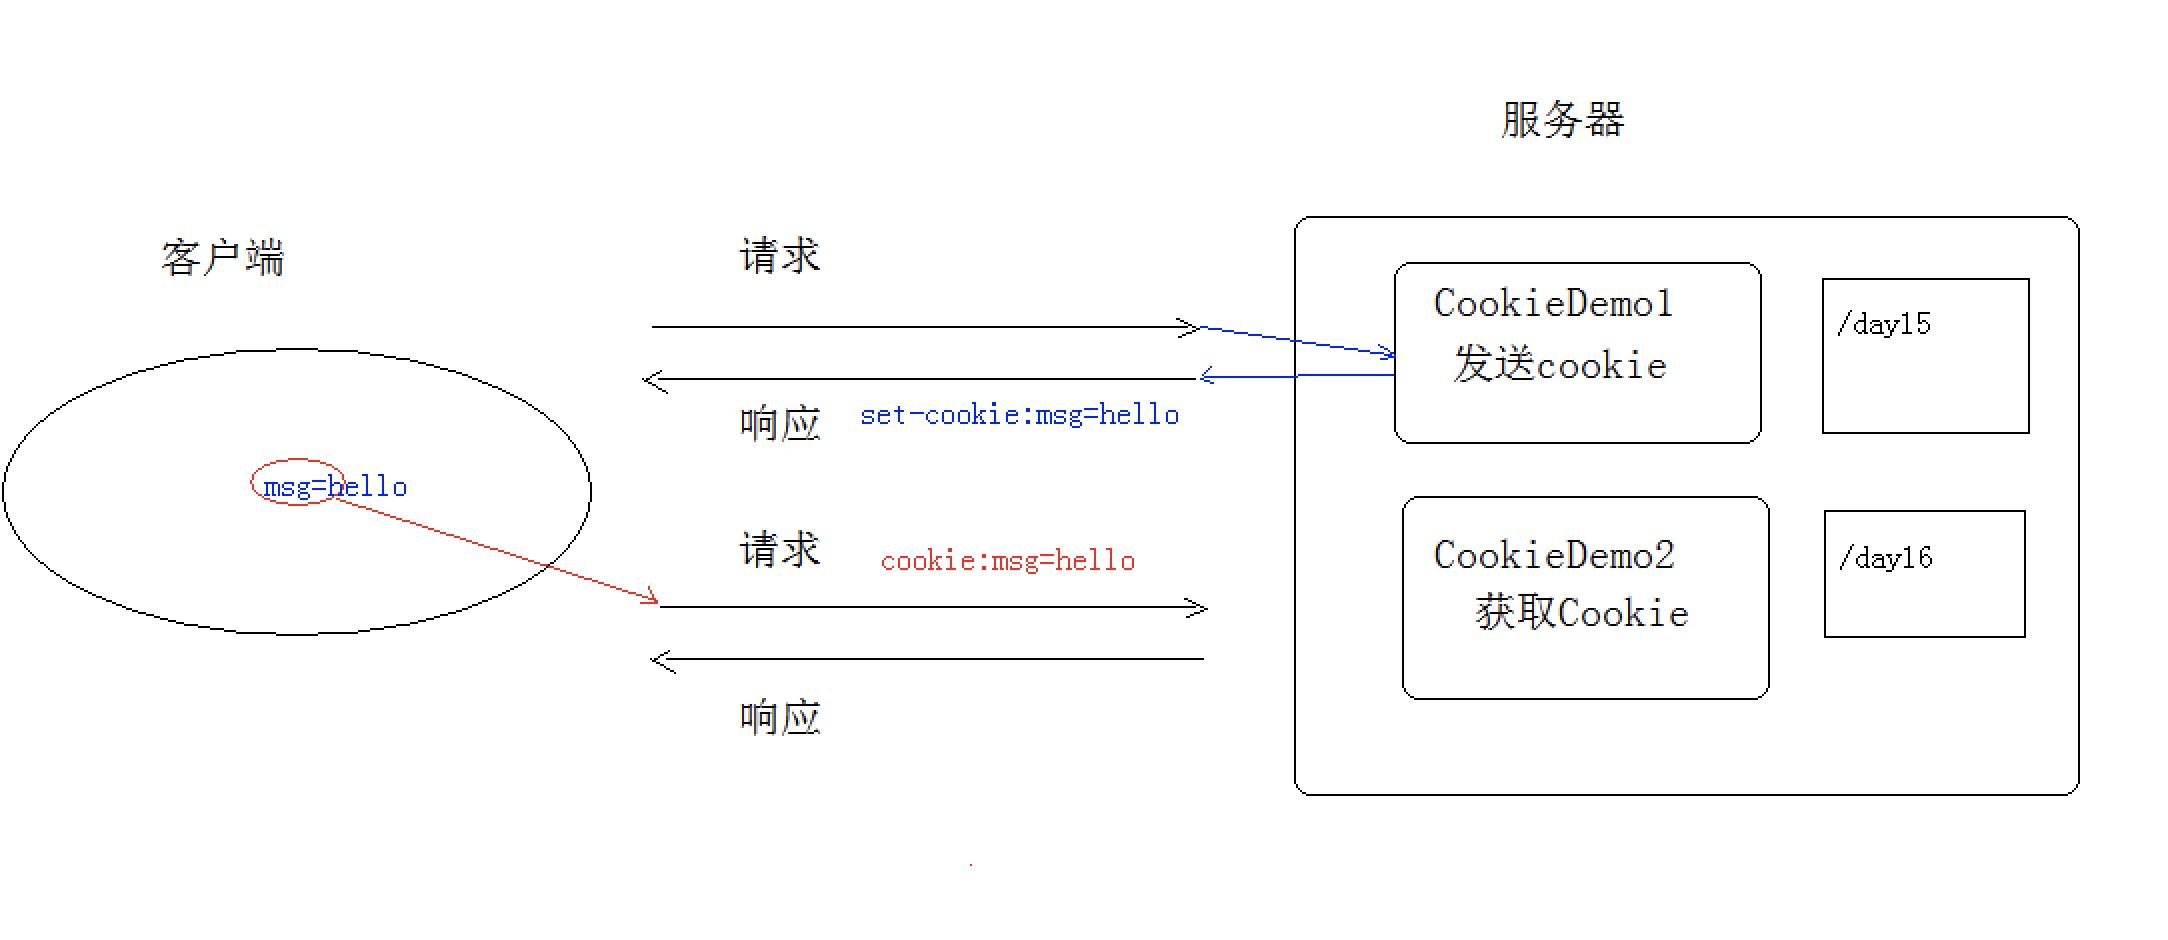 服务器
客户端
请求
CookieDemo1
发送cookie
/day15
响应
set-cookie:msg=hello
msg=hello
请求
cookie:msg=hello
CookieDemo2
获取Cookie
/day16
响应